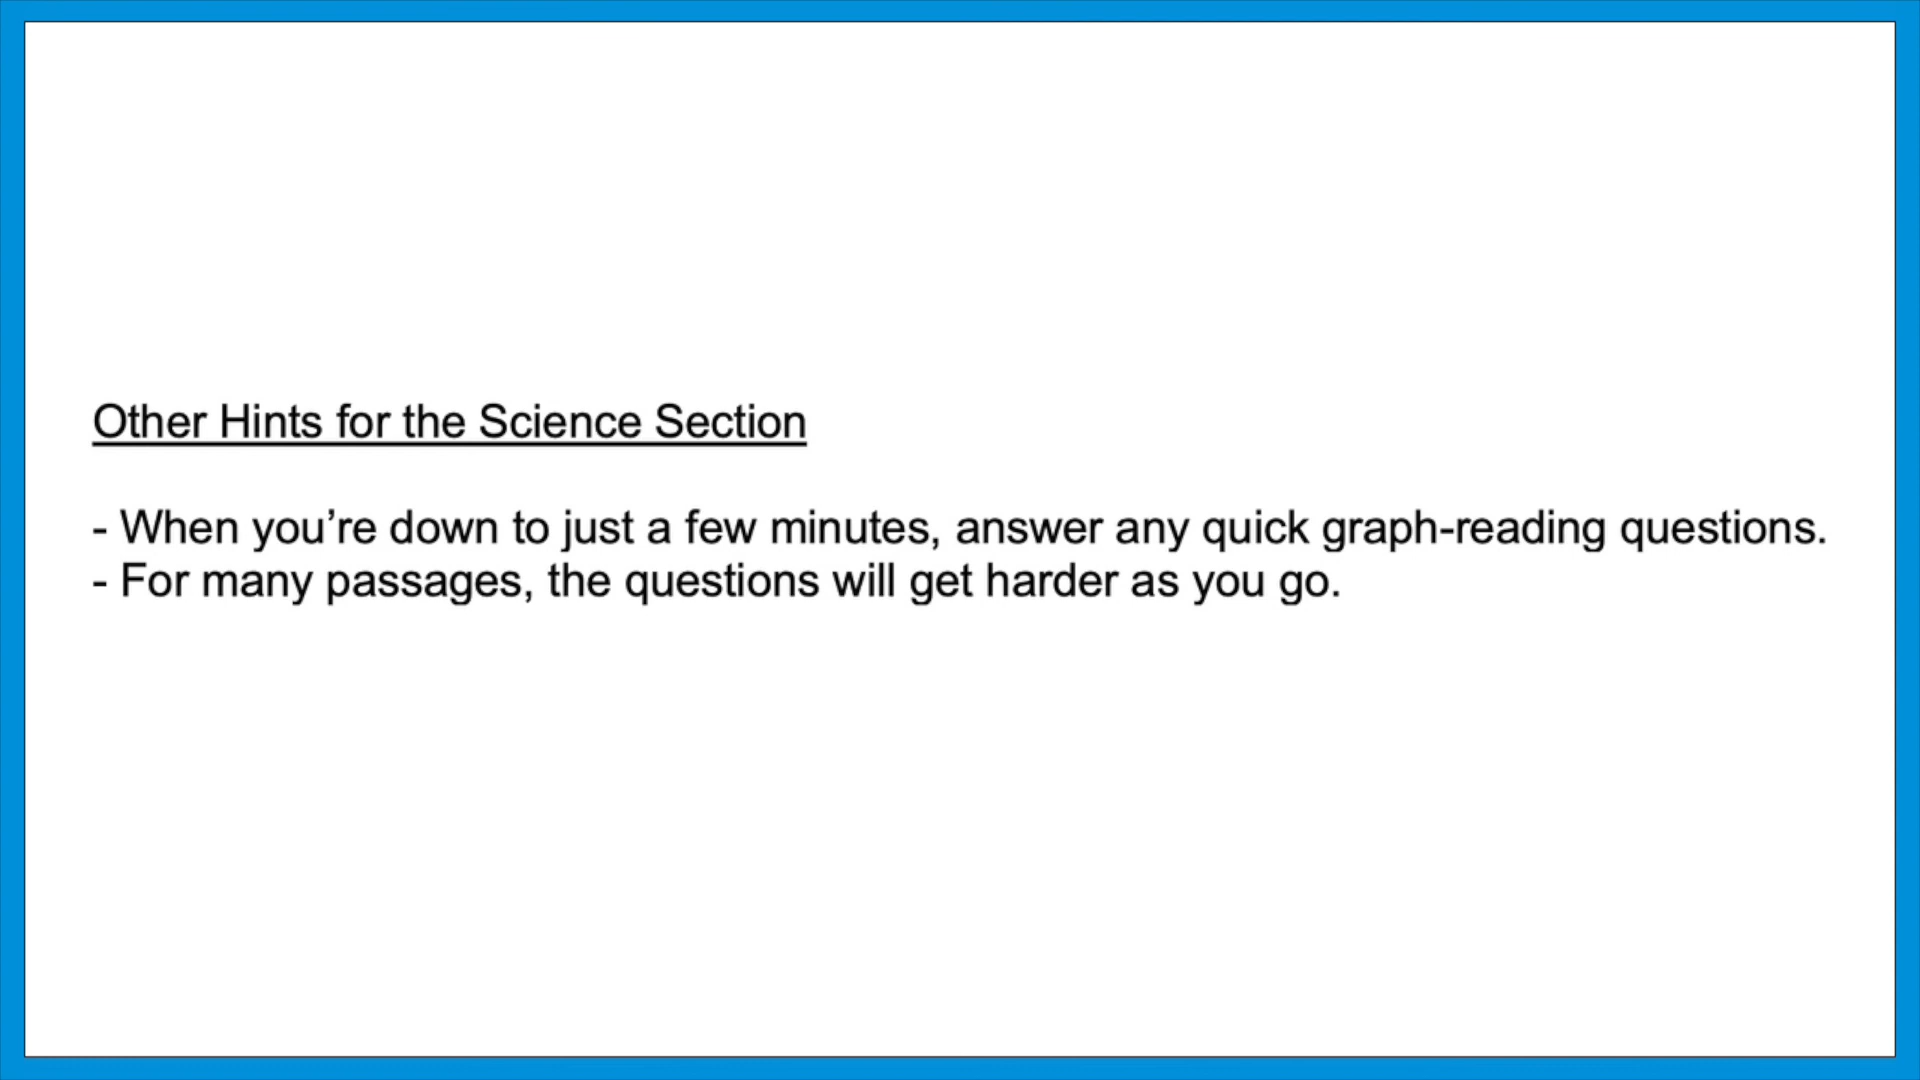 Other Hints for the Science Section
- When you’re down to just a few minutes, answer any quick graph-reading questions.
- For many passages, the questions will get harder as you go.